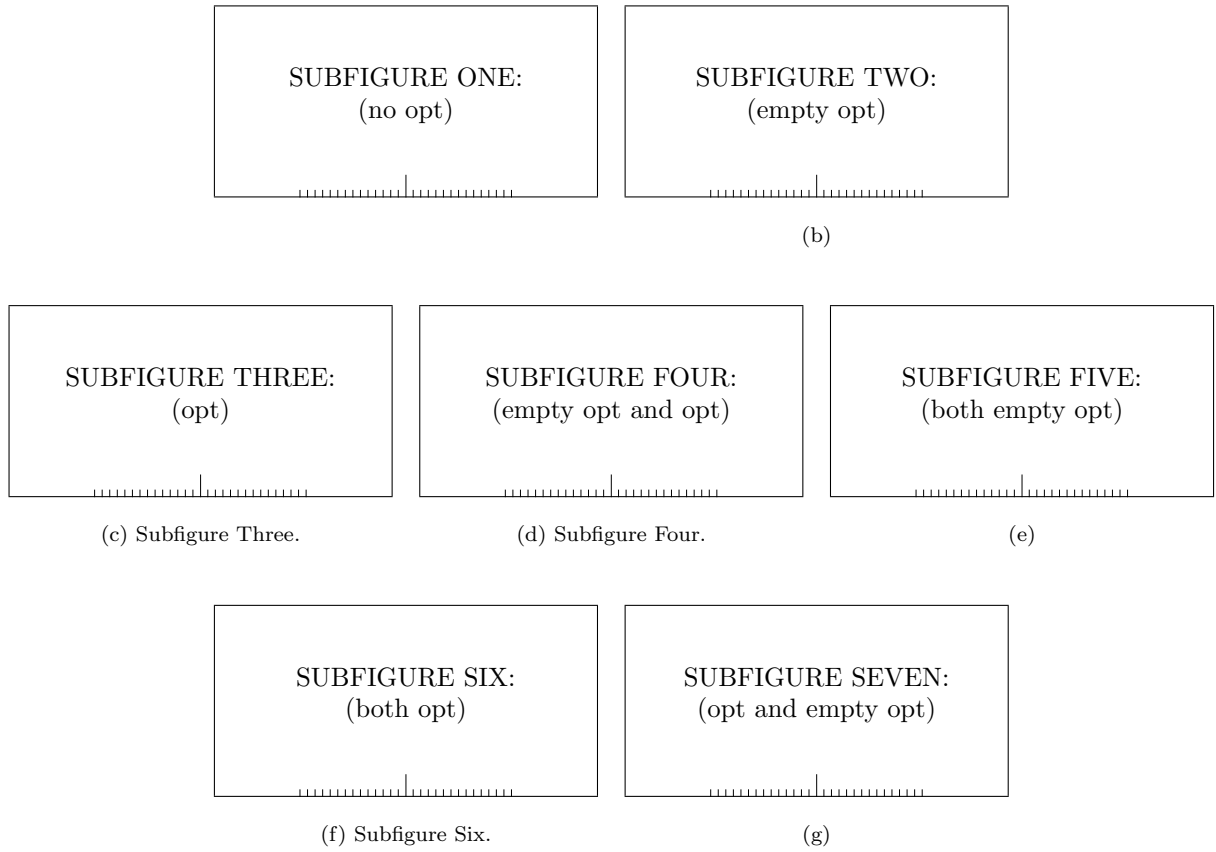 SUBFIGURE ONE:
(no opt)
SUBFIGURE TWO:
(empty opt)
(b)
SUBFIGURE THREE:
(opt)
SUBFIGURE FOUR:
(empty opt and opt)
SUBFIGURE FIVE:
(both empty opt)
(c) Subfigure Three.
(d) Subfigure Four.
(e)
SUBFIGURE SIX:
(both opt)
SUBFIGURE SEVEN:
(opt and empty opt)
(f) Subfigure Six.
(g)